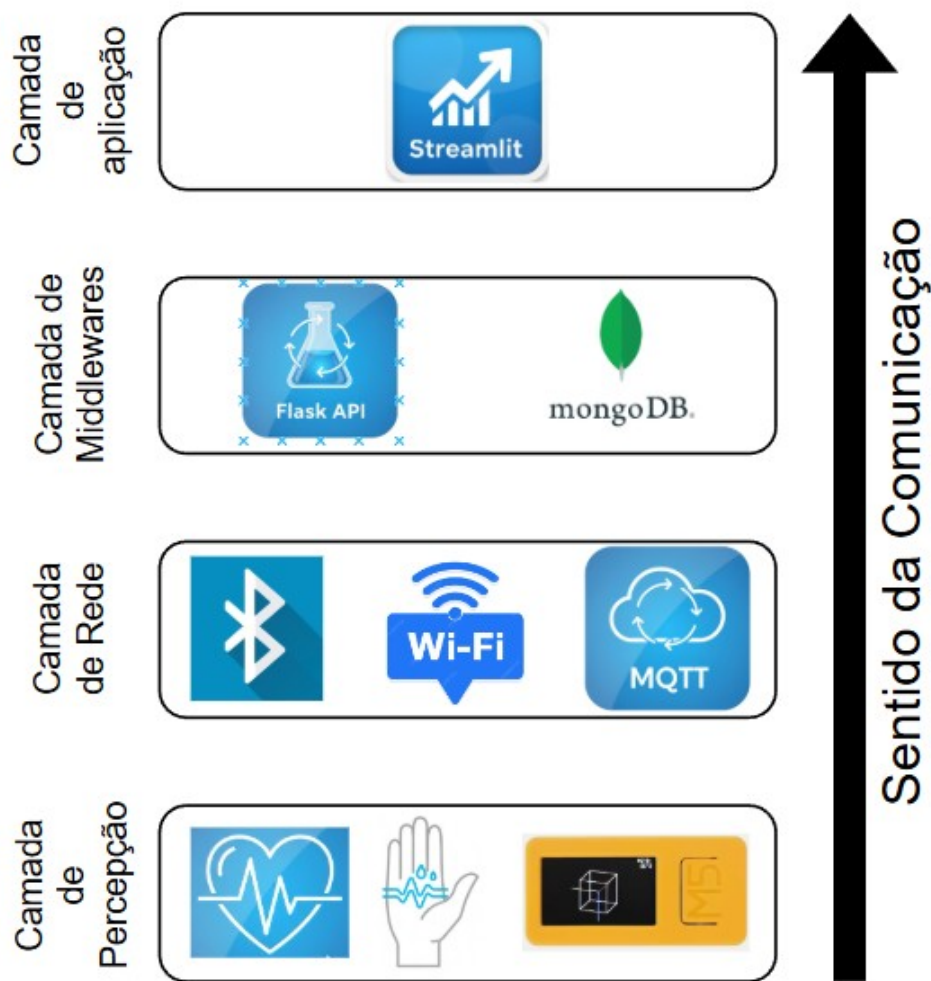 Camada
de
aplicação
Streamlit
Camada de
Middlewares
Flask API
mongoDB.
Camada
de Rede
Wi-Fi
MQTT
Camada
de
Percepção
M5
Sentido da Comunicação